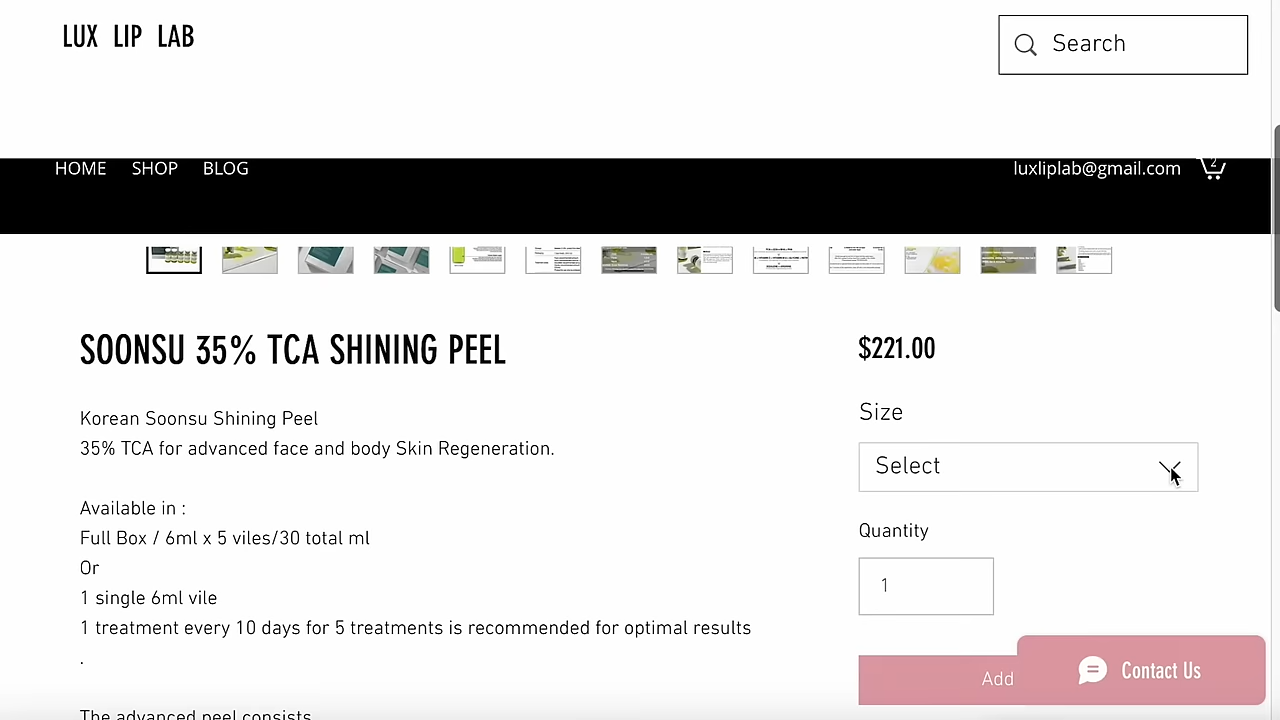 LUX LIP LAB
Search
HOME SHOP BLOG
luxliplab@gmail.com
2
SOONSU 35% TCA SHINING PEEL
Korean Soonsu Shining Peel
35% TCA for advanced face and body Skin Regeneration.
Available in :
Full Box / 6ml x 5 viles/30 total ml
Or
1 single 6ml vile
1 treatment every 10 days for 5 treatments is recommended for optimal results
.
The advanced peel consists
$221.00
Size
Select
Quantity
1
Add
Contact Us